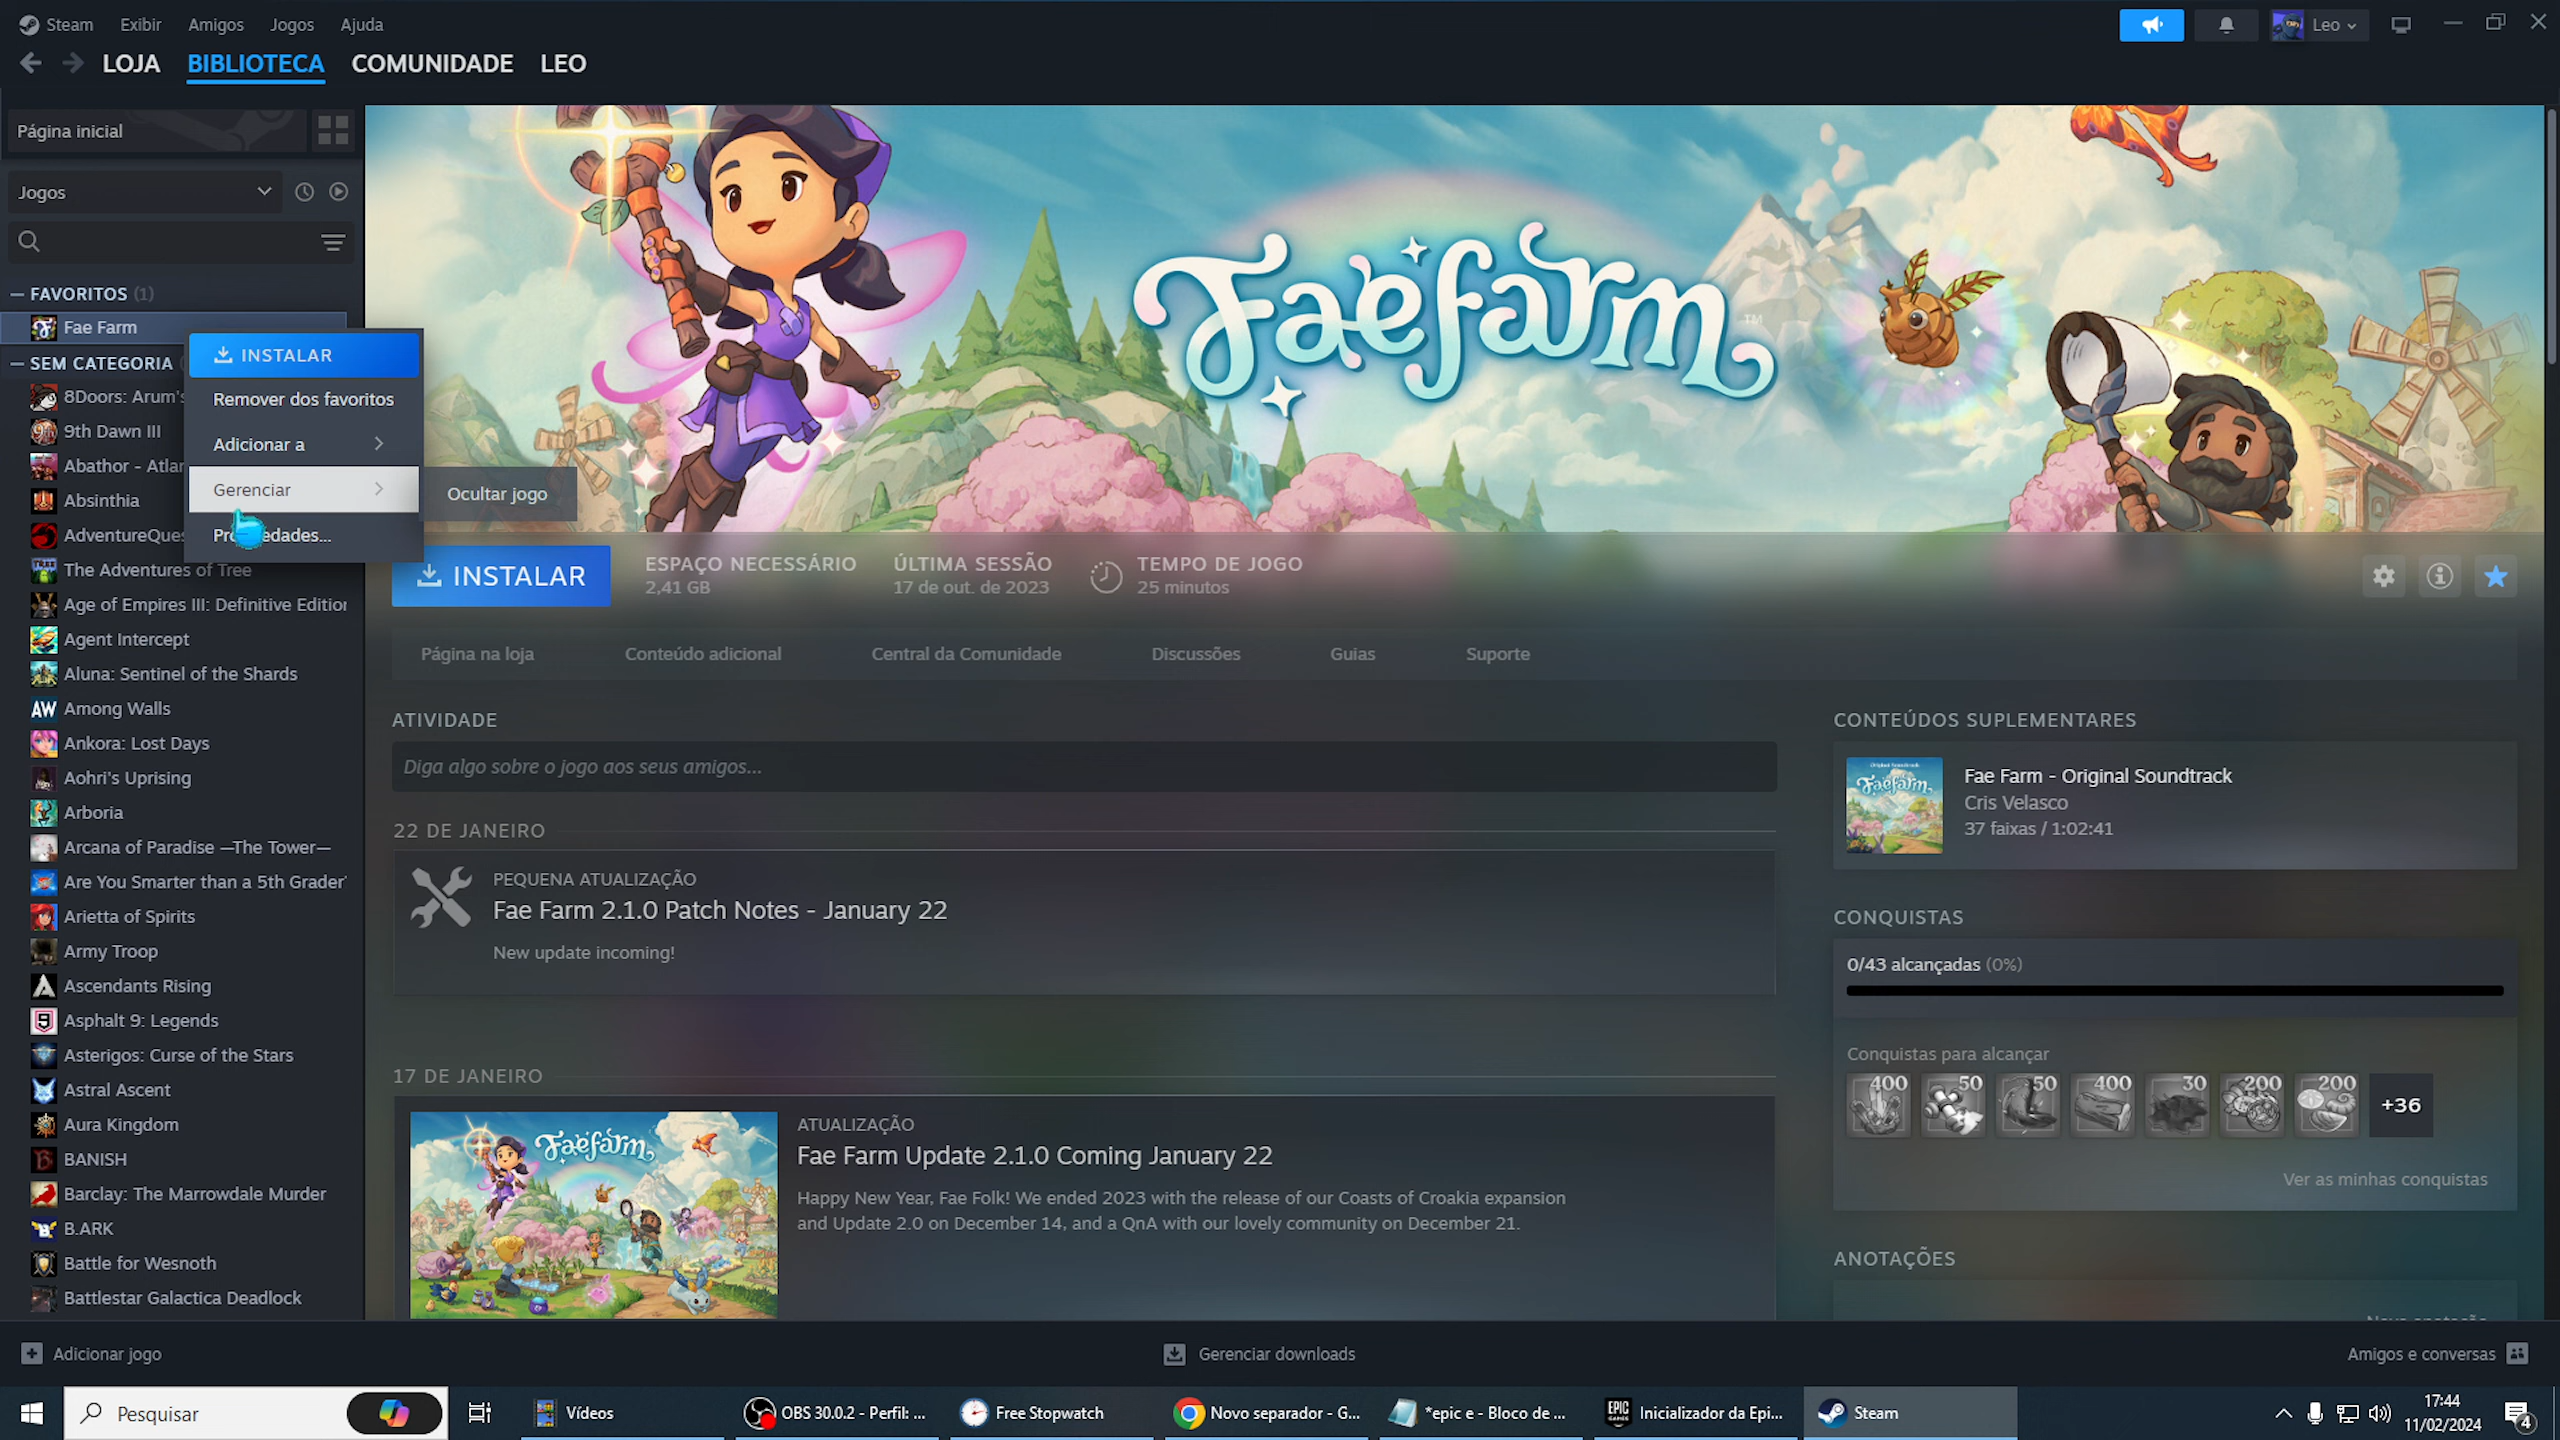 Steam Exibir Amigos Jogos Ajuda
Leo
LOJA BIBLIOTECA COMUNIDADE LEO
Página inicial
Jogos
FAVORITOS (1)
Fae Farm
SEM CATEGORIA
8Doors: Arum's
9th Dawn III
Abathor - Atlar
Absinthia
AdventureQues
The Adventures of Tree
Age of Empires III: Definitive Edition
Agent Intercept
Aluna: Sentinel of the Shards
AW Among Walls
Ankora: Lost Days
Aohri's Uprising
Arboria
Arcana of Paradise —The Tower—
Are You Smarter than a 5th Grader?
Arietta of Spirits
Army Troop
Ascendants Rising
Asphalt 9: Legends
Asterigos: Curse of the Stars
Astral Ascent
Aura Kingdom
BANISH
Barclay: The Marrowdale Murder
B.ARK
Battle for Wesnoth
Battlestar Galactica Deadlock
INSTALAR
Remover dos favoritos
Adicionar a
Gerenciar
Ocultar jogo
Pr edades...
Faefarm™
INSTALAR
ESPAÇO NECESSÁRIO
2,41 GB
ÚLTIMA SESSÃO
17 de out. de 2023
TEMPO DE JOGO
25 minutos
Página na loja Conteúdo adicional Central da Comunidade Discussões Guias Suporte
ATIVIDADE
Diga algo sobre o jogo aos seus amigos...
22 DE JANEIRO
PEQUENA ATUALIZAÇÃO
Fae Farm 2.1.0 Patch Notes - January 22
New update incoming!
17 DE JANEIRO
Faefarm
ATUALIZAÇÃO
Fae Farm Update 2.1.0 Coming January 22
Happy New Year, Fae Folk! We ended 2023 with the release of our Coasts of Croakia expansion
and Update 2.0 on December 14, and a QnA with our lovely community on December 21.
CONTEÚDOS SUPLEMENTARES
Original Soundtrack
Faefarm
Fae Farm - Original Soundtrack
Cris Velasco
37 faixas / 1:02:41
CONQUISTAS
0/43 alcançadas (0%)
Conquistas para alcançar
400 50 50 400 30 200 200 +36
Ver as minhas conquistas
ANOTAÇÕES
Adicionar jogo
Gerenciar downloads
Amigos e conversas
Pesquisar
Vídeos
OBS 30.0.2 - Perfil: ...
Free Stopwatch
Novo separador - G...
*epic e - Bloco de ...
EPIC GAMES
Inicializador da Epi...
Steam
17:44
11/02/2024
4